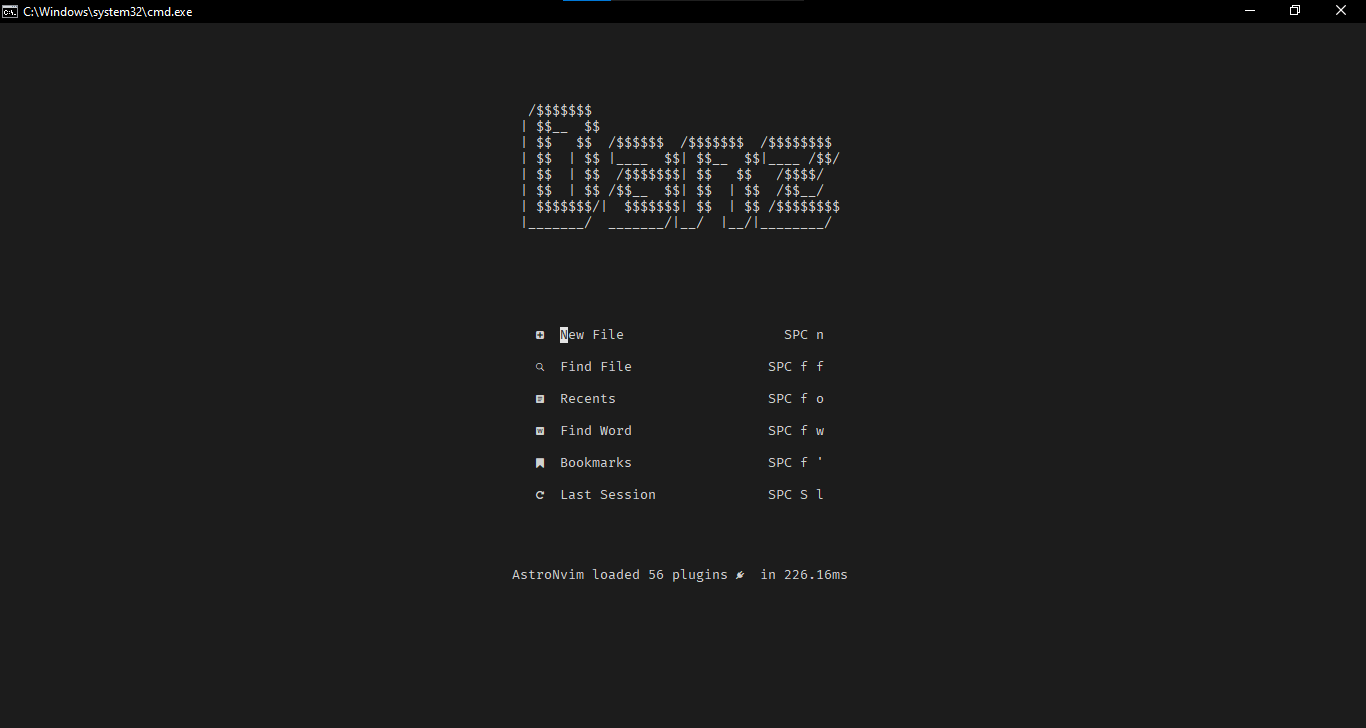 C:\Windows\system32\cmd.exe
 /$$$$$$$
| $$__  $$
| $$   $$  /$$$$$$  /$$$$$$$  /$$$$$$$$
| $$  | $$ |____  $$| $$__  $$|____ /$$/
| $$  | $$  /$$$$$$$| $$   $$   /$$$$/
| $$  | $$ /$$__  $$| $$  | $$  /$$__/
| $$$$$$$/|  $$$$$$$| $$  | $$ /$$$$$$$$
|_______/  _______/|__/  |__/|________/
New File SPC n
Find File SPC f f
Recents SPC f o
Find Word SPC f w
Bookmarks SPC f '
Last Session SPC S l
AstroNvim loaded 56 plugins in 226.16ms